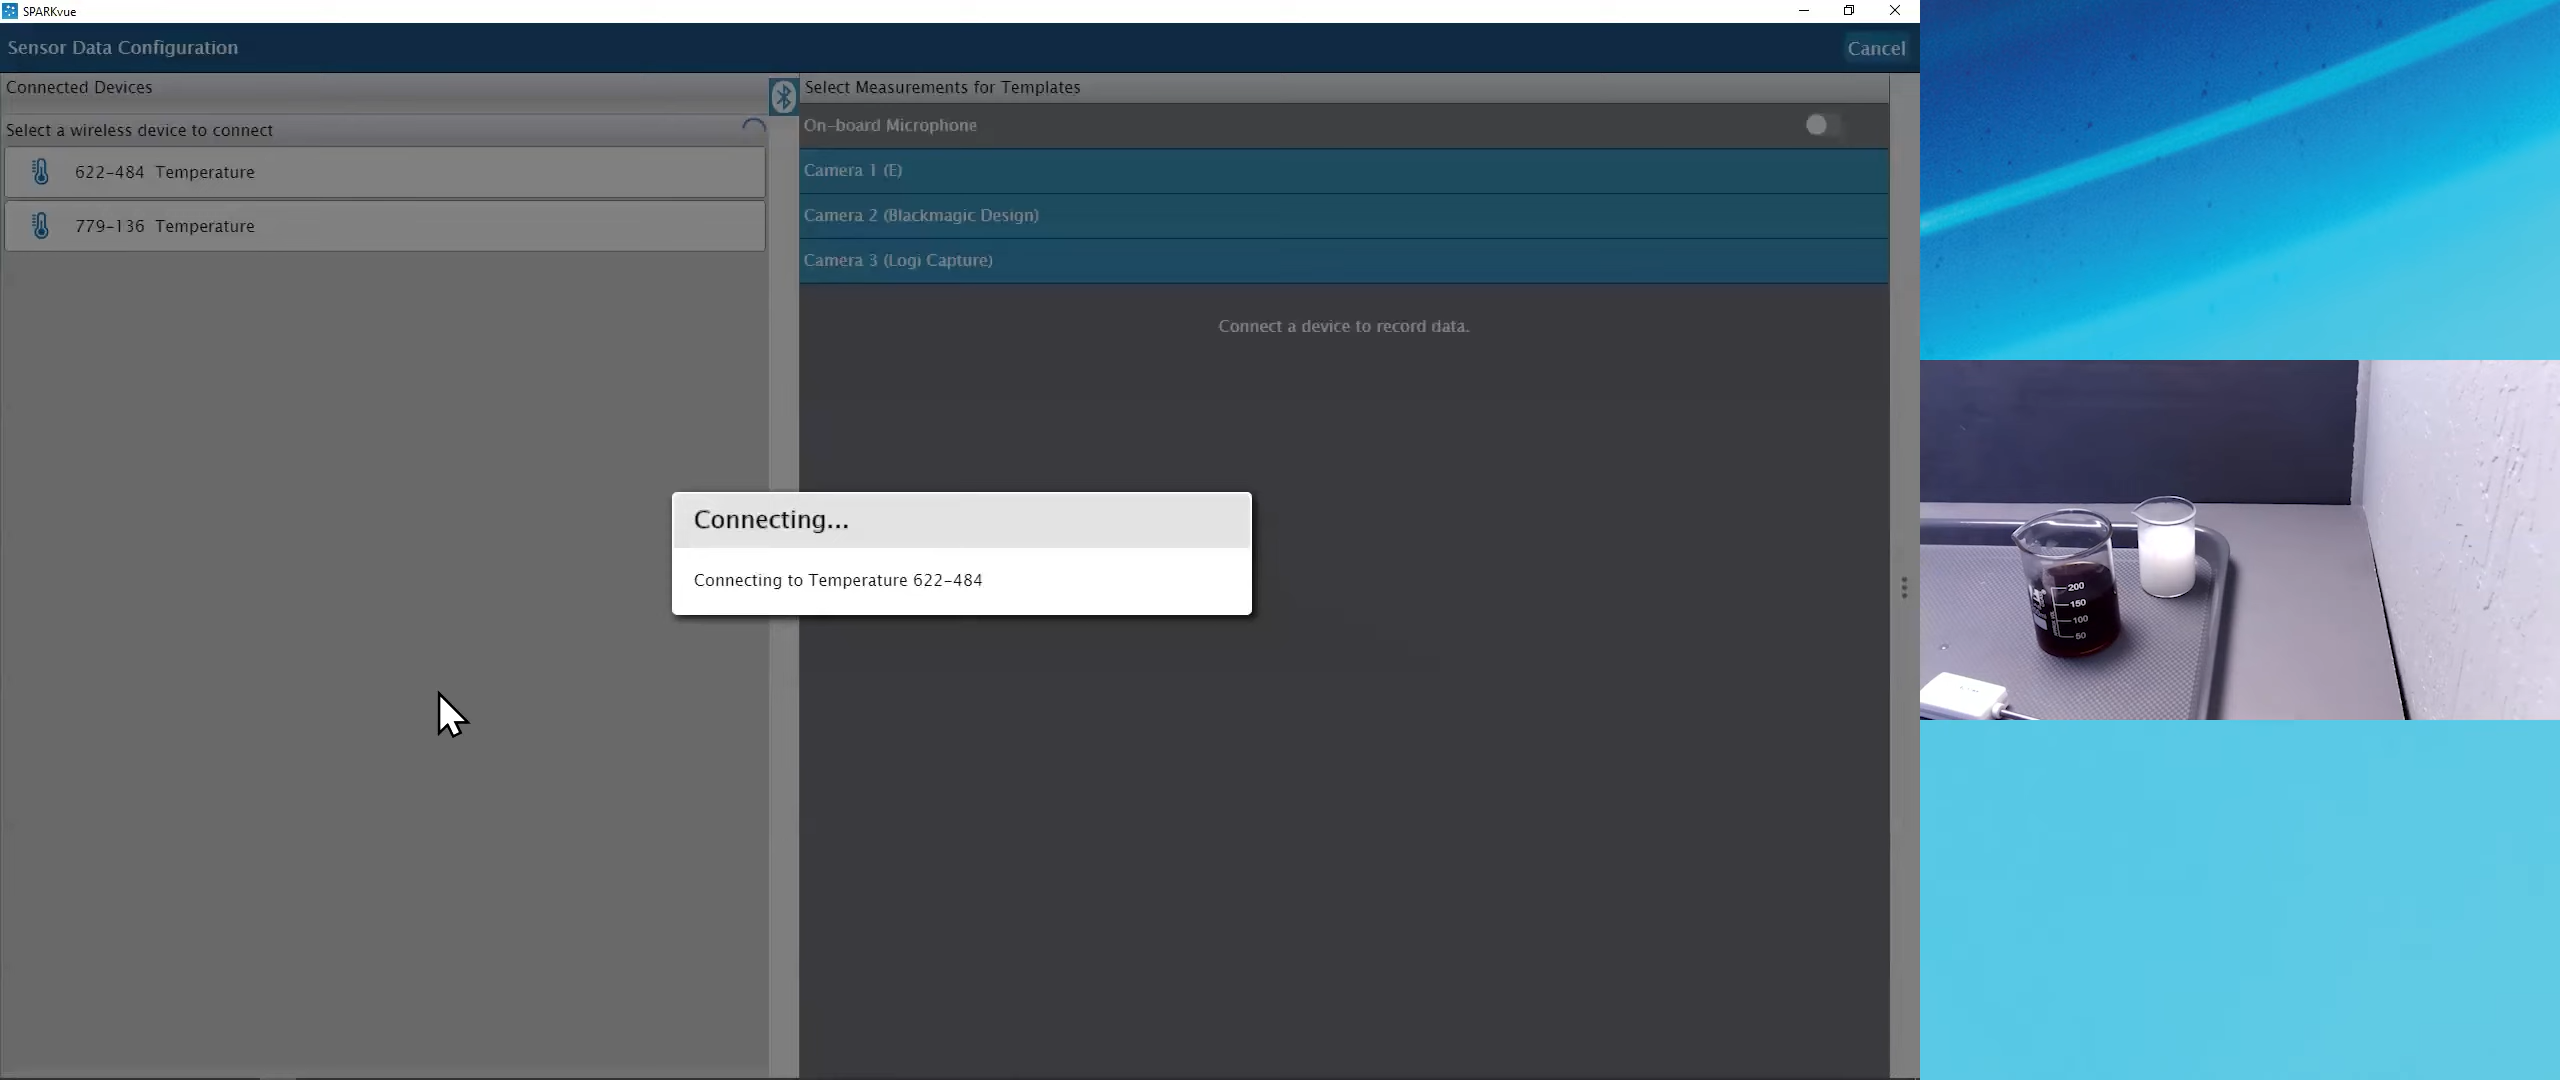 SPARKvue
Sensor Data Configuration
Cancel
Connected Devices
Select a wireless device to connect
622-484 Temperature
779-136 Temperature
Select Measurements for Templates
On-board Microphone
Camera 1 (E)
Camera 2 (Blackmagic Design)
Camera 3 (Logi Capture)
Connect a device to record data.
Connecting...
Connecting to Temperature 622-484
200
150
100
50